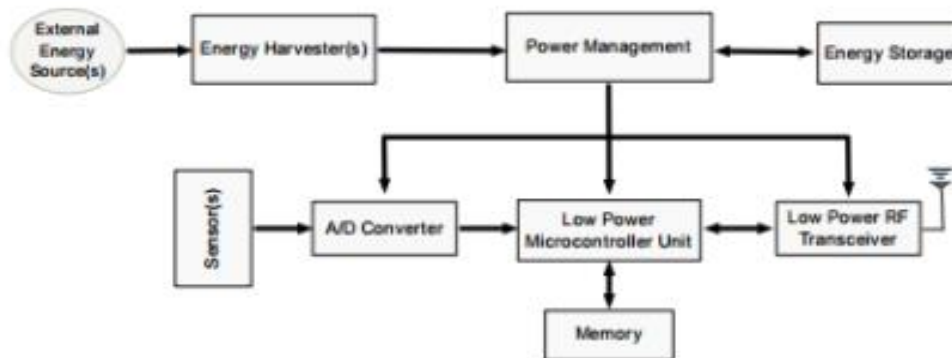 External
Energy
Source(s)
Energy Harvester(s)
Power Management
Energy Storage
Sensor(s)
A/D Converter
Low Power
Microcontroller Unit
Low Power RF
Transceiver
Memory